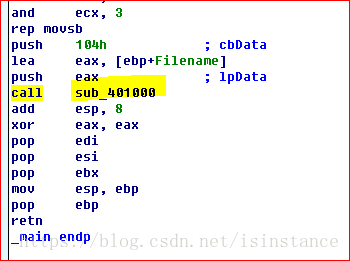 and ecx, 3
rep movsb
push 104h ; cbData
lea eax, [ebp+Filename]
push eax ; lpData
call sub_401000
add esp, 8
xor eax, eax
pop edi
pop esi
pop ebx
mov esp, ebp
pop ebp
retn
_main endp
https://blog.csdn.net/isinstance